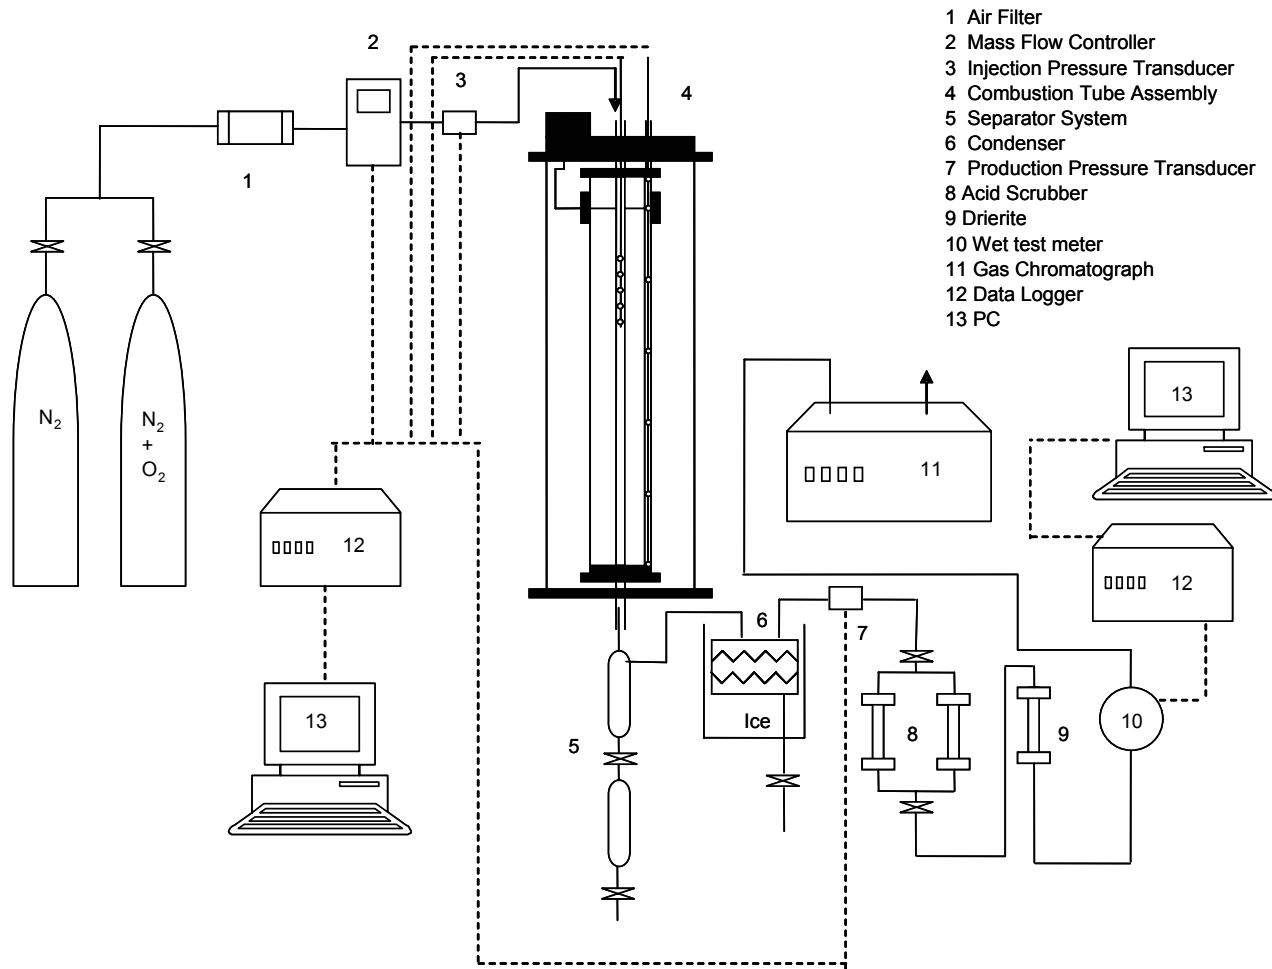 1 Air Filter
2 Mass Flow Controller
3 Injection Pressure Transducer
4 Combustion Tube Assembly
5 Separator System
6 Condenser
7 Production Pressure Transducer
8 Acid Scrubber
9 Drierite
10 Wet test meter
11 Gas Chromatograph
12 Data Logger
13 PC
2
3
4
1
N2
N2
+
O2
12
13
11
13
12
6
7
Ice
5
8
9
10
13